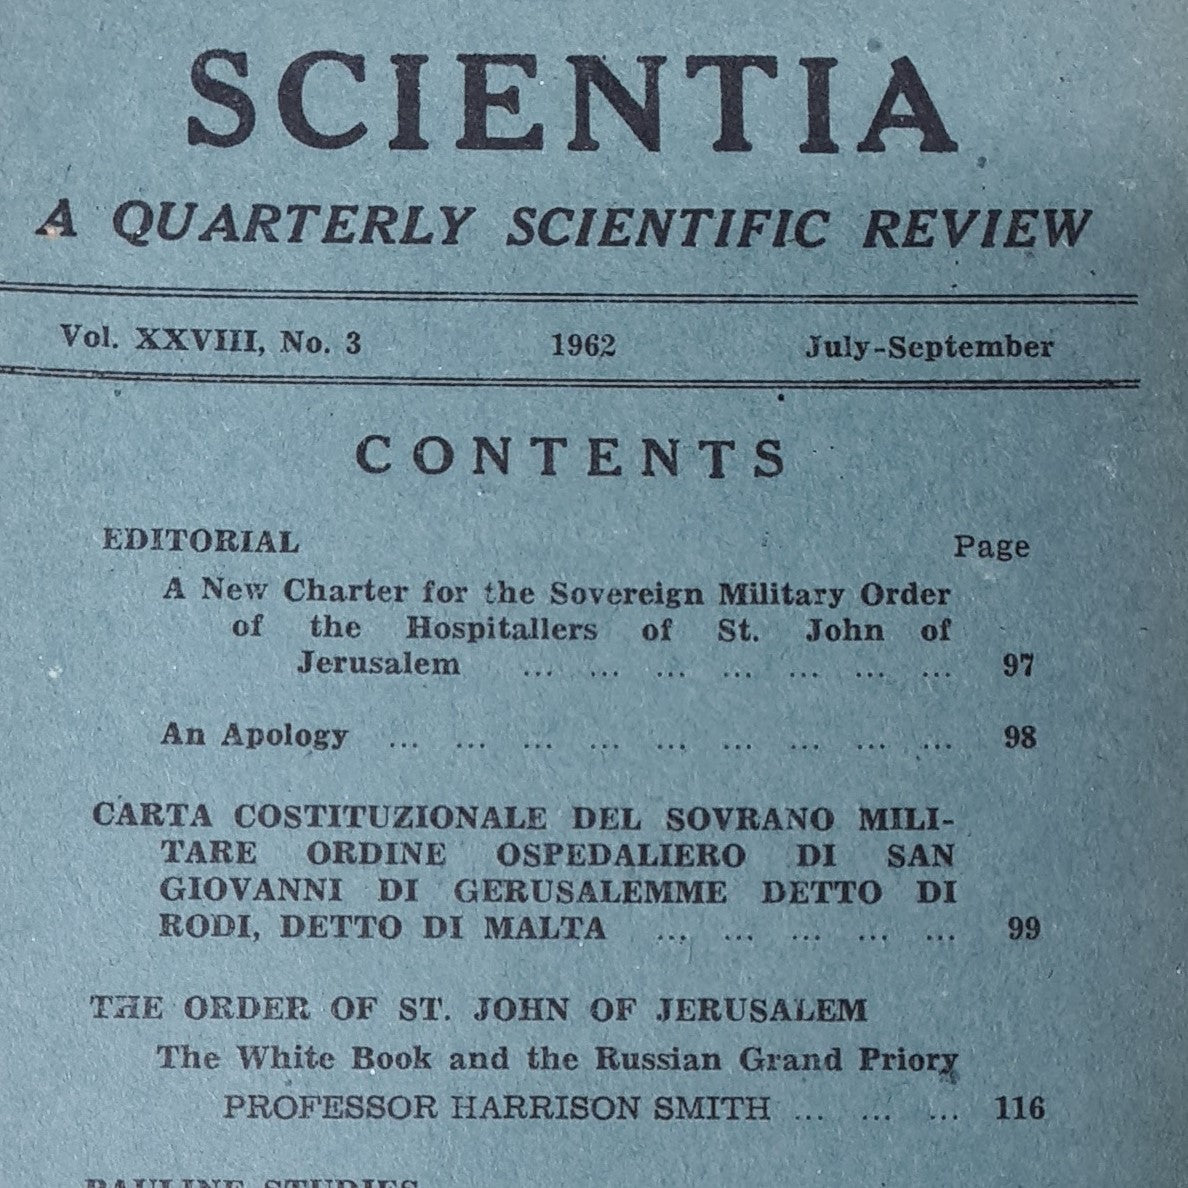 SCIENTIA
A QUARTERLY SCIENTIFIC REVIEW
Vol. XXVIII, No. 3 1962 July-September
CONTENTS
EDITORIAL Page
A New Charter for the Sovereign Military Order
of the Hospitallers of St. John of
Jerusalem ... ... ... ... ... ... ... 97
An Apology ... ... ... ... ... ... ... ... ... 98
CARTA COSTITUZIONALE DEL SOVRANO MILI-
TARE ORDINE OSPEDALIERO DI SAN
GIOVANNI DI GERUSALEMME DETTO DI
RODI, DETTO DI MALTA ... ... ... ... ... 99
THE ORDER OF ST. JOHN OF JERUSALEM
The White Book and the Russian Grand Priory
PROFESSOR HARRISON SMITH ... ... ... 116
PAULINE STUDIES